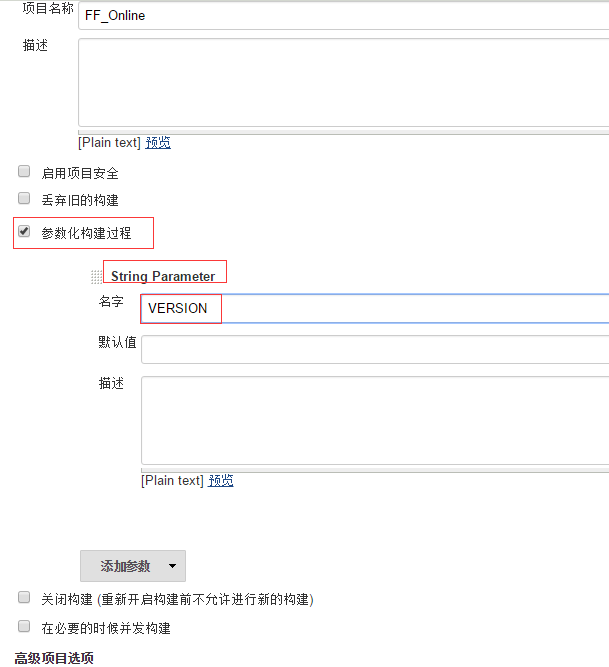 项目名称 FF_Online
描述
[Plain text] 预览
启用项目安全
丢弃旧的构建
参数化构建过程
String Parameter
名字 VERSION
默认值
描述
[Plain text] 预览
添加参数
关闭构建 (重新开启构建前不允许进行新的构建)
在必要的时候并发构建
高级项目选项